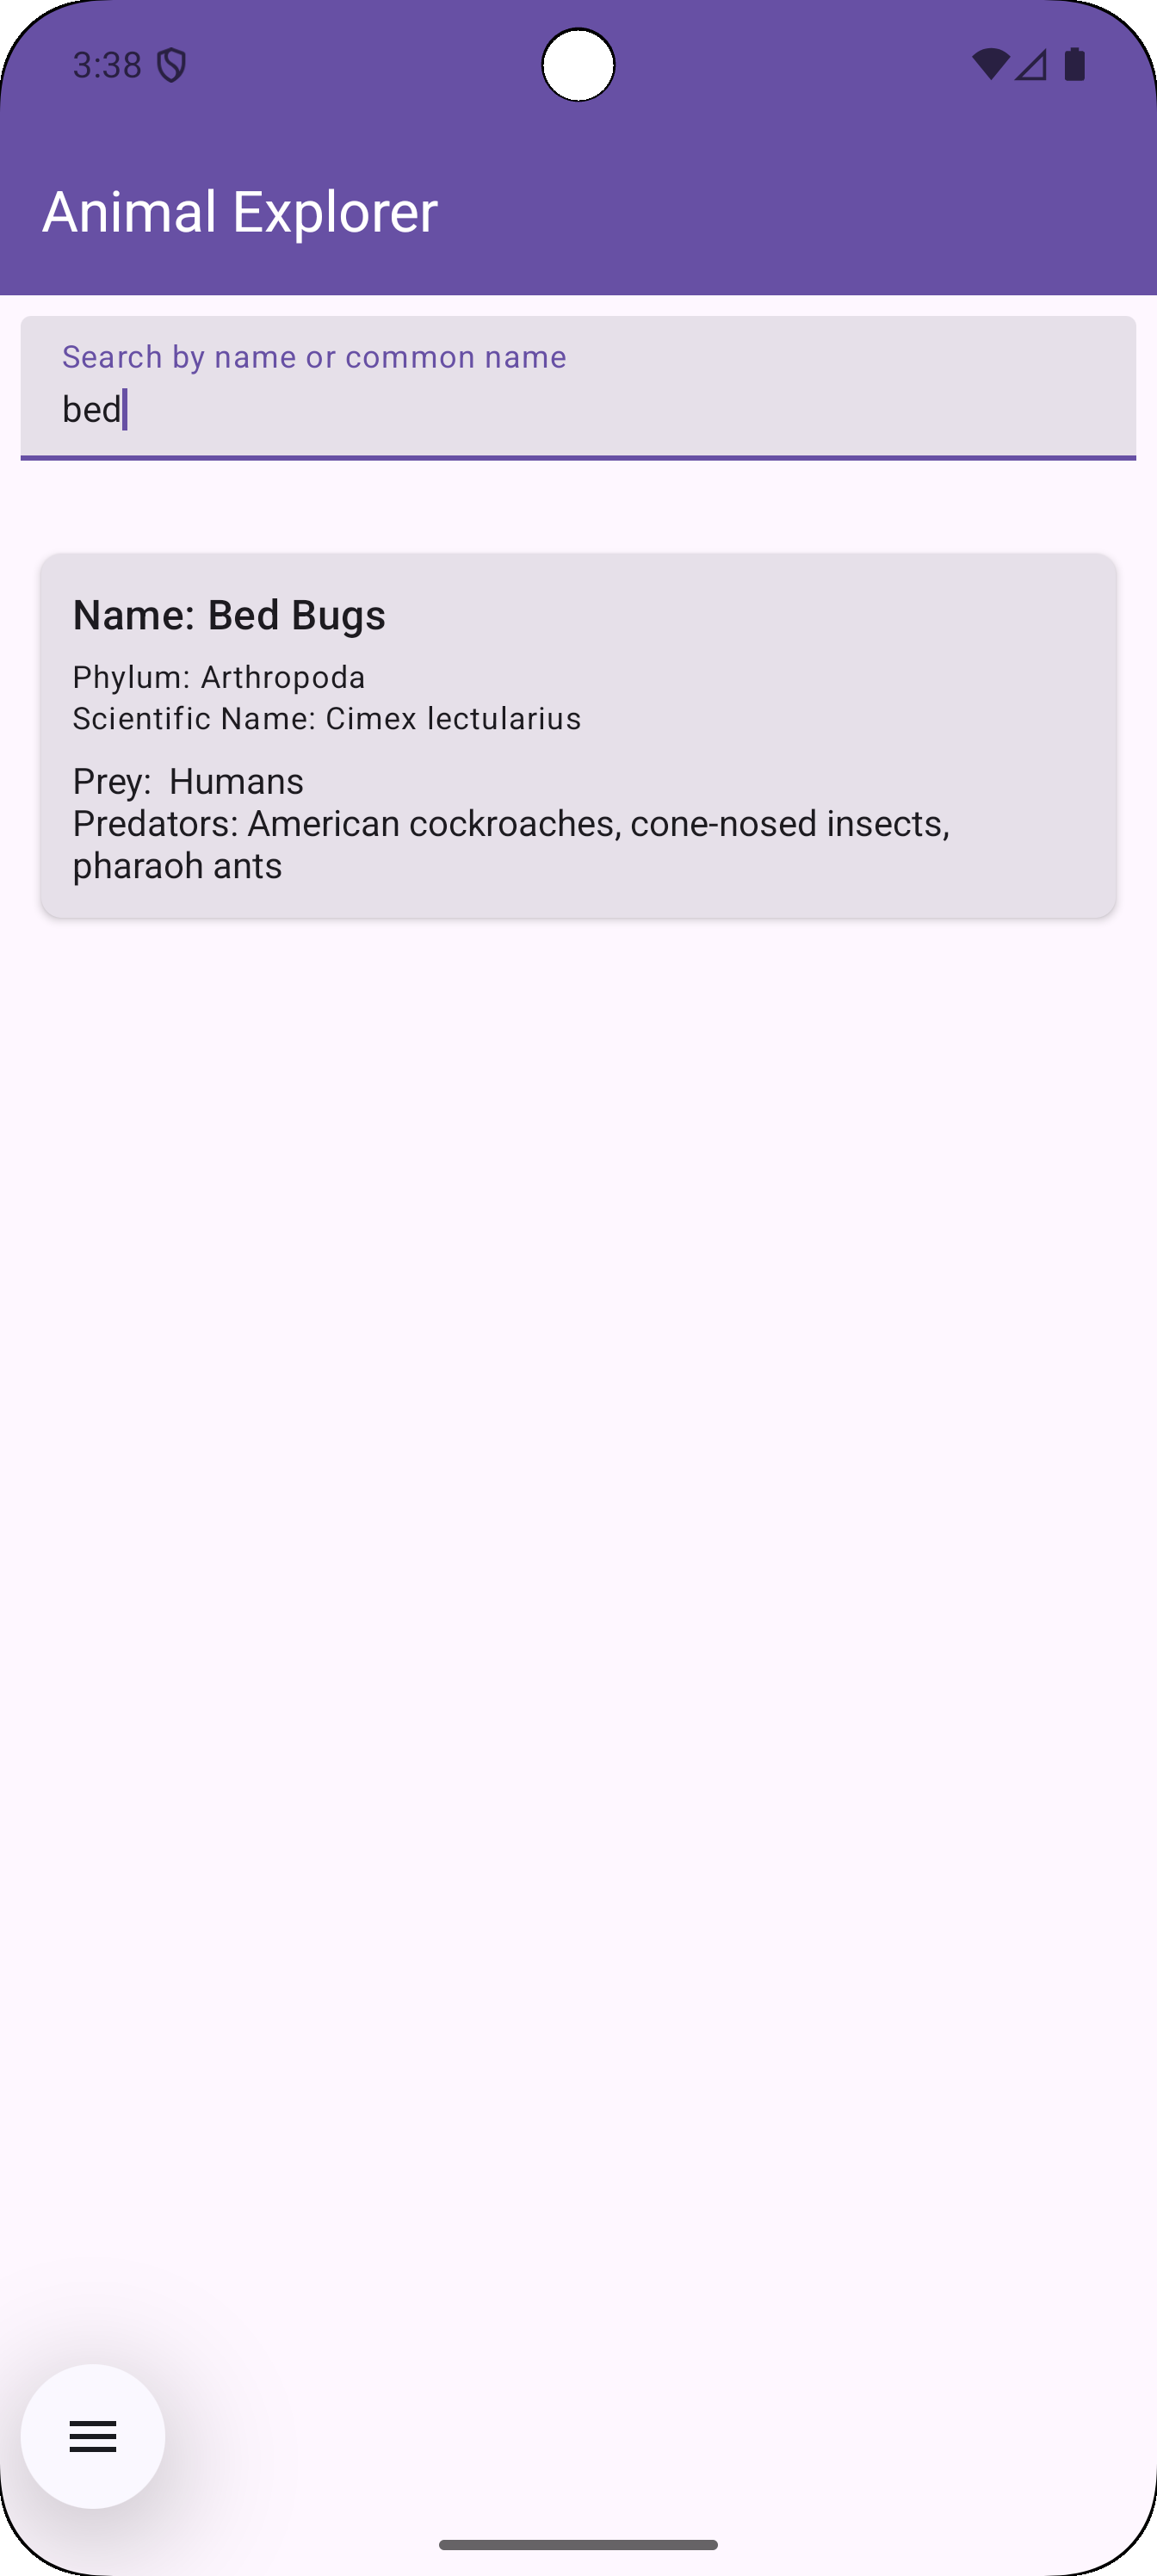 3:38
Animal Explorer
Search by name or common name
bed
Name: Bed Bugs
Phylum: Arthropoda
Scientific Name: Cimex lectularius
Prey:  Humans
Predators: American cockroaches, cone-nosed insects,
pharaoh ants